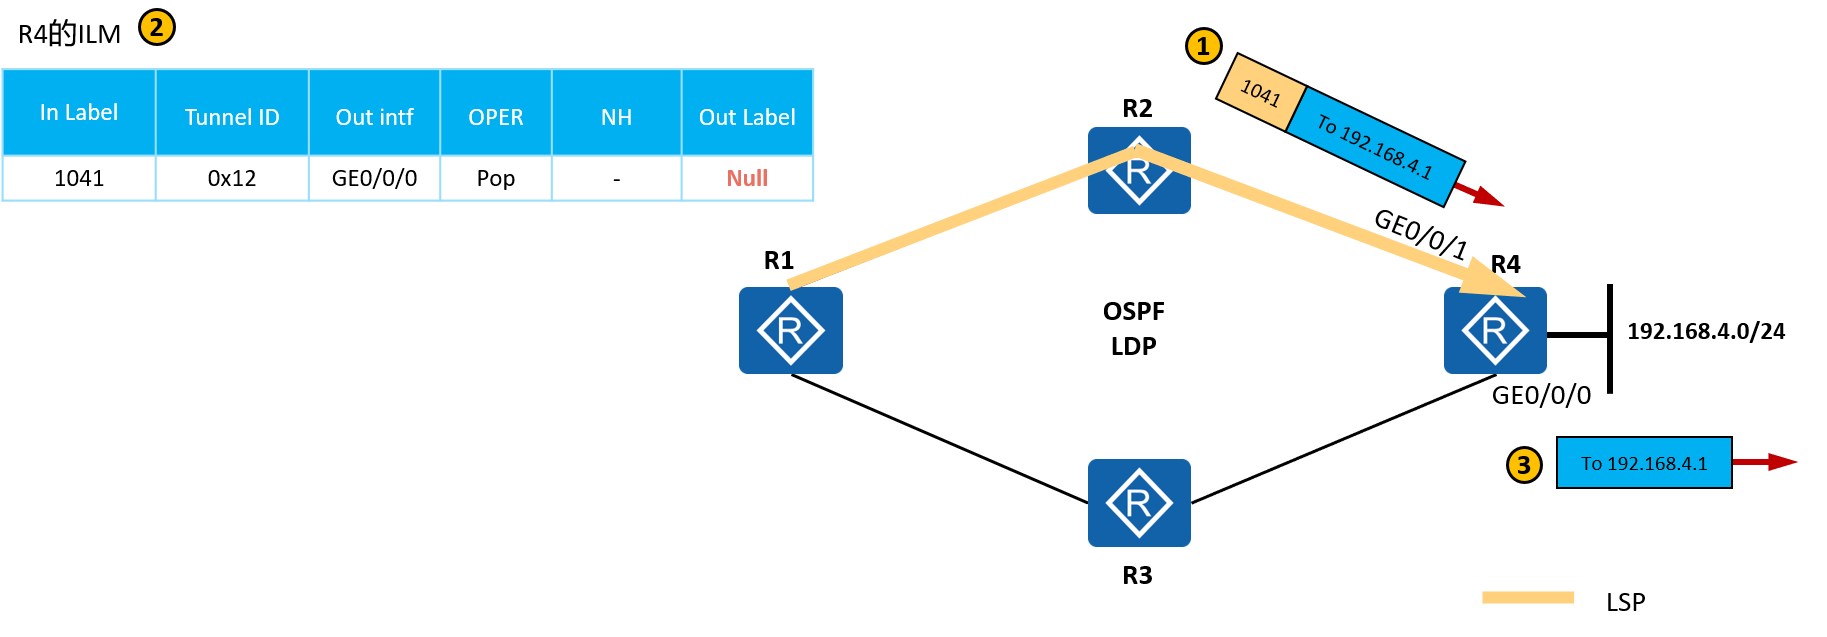 R4的ILM 2
In Label Tunnel ID Out intf OPER NH Out Label
1041 0x12 GE0/0/0 Pop - Null
1
1041 To 192.168.4.1
R2
R
GE0/0/1
R1
R
R4
R
OSPF
LDP
192.168.4.0/24
GE0/0/0
3 To 192.168.4.1
R
R3
LSP